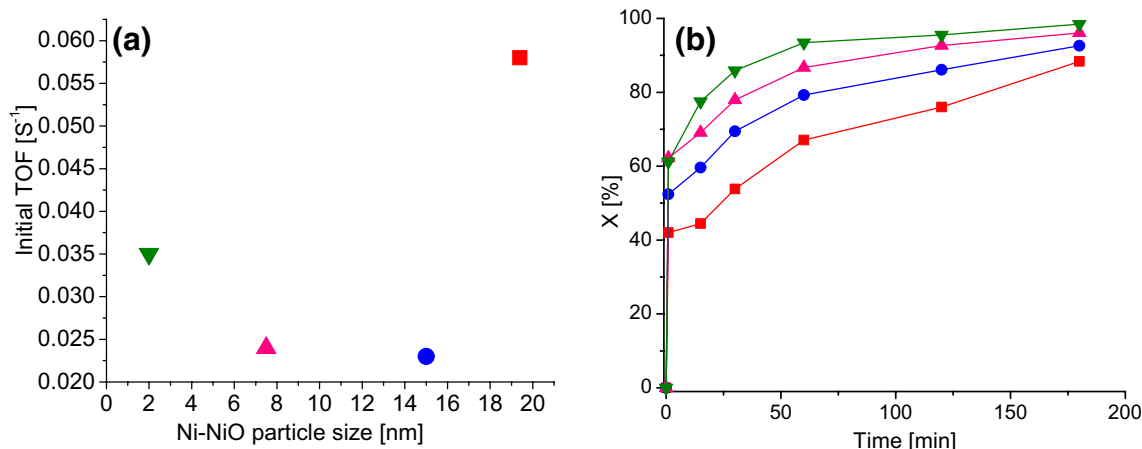 (a)
Initial TOF [S⁻¹]
0.060
0.055
0.050
0.045
0.040
0.035
0.030
0.025
0.020
0 2 4 6 8 10 12 14 16 18 20
Ni-NiO particle size [nm]
(b)
X [%]
100
80
60
40
20
0
0 50 100 150 200
Time [min]